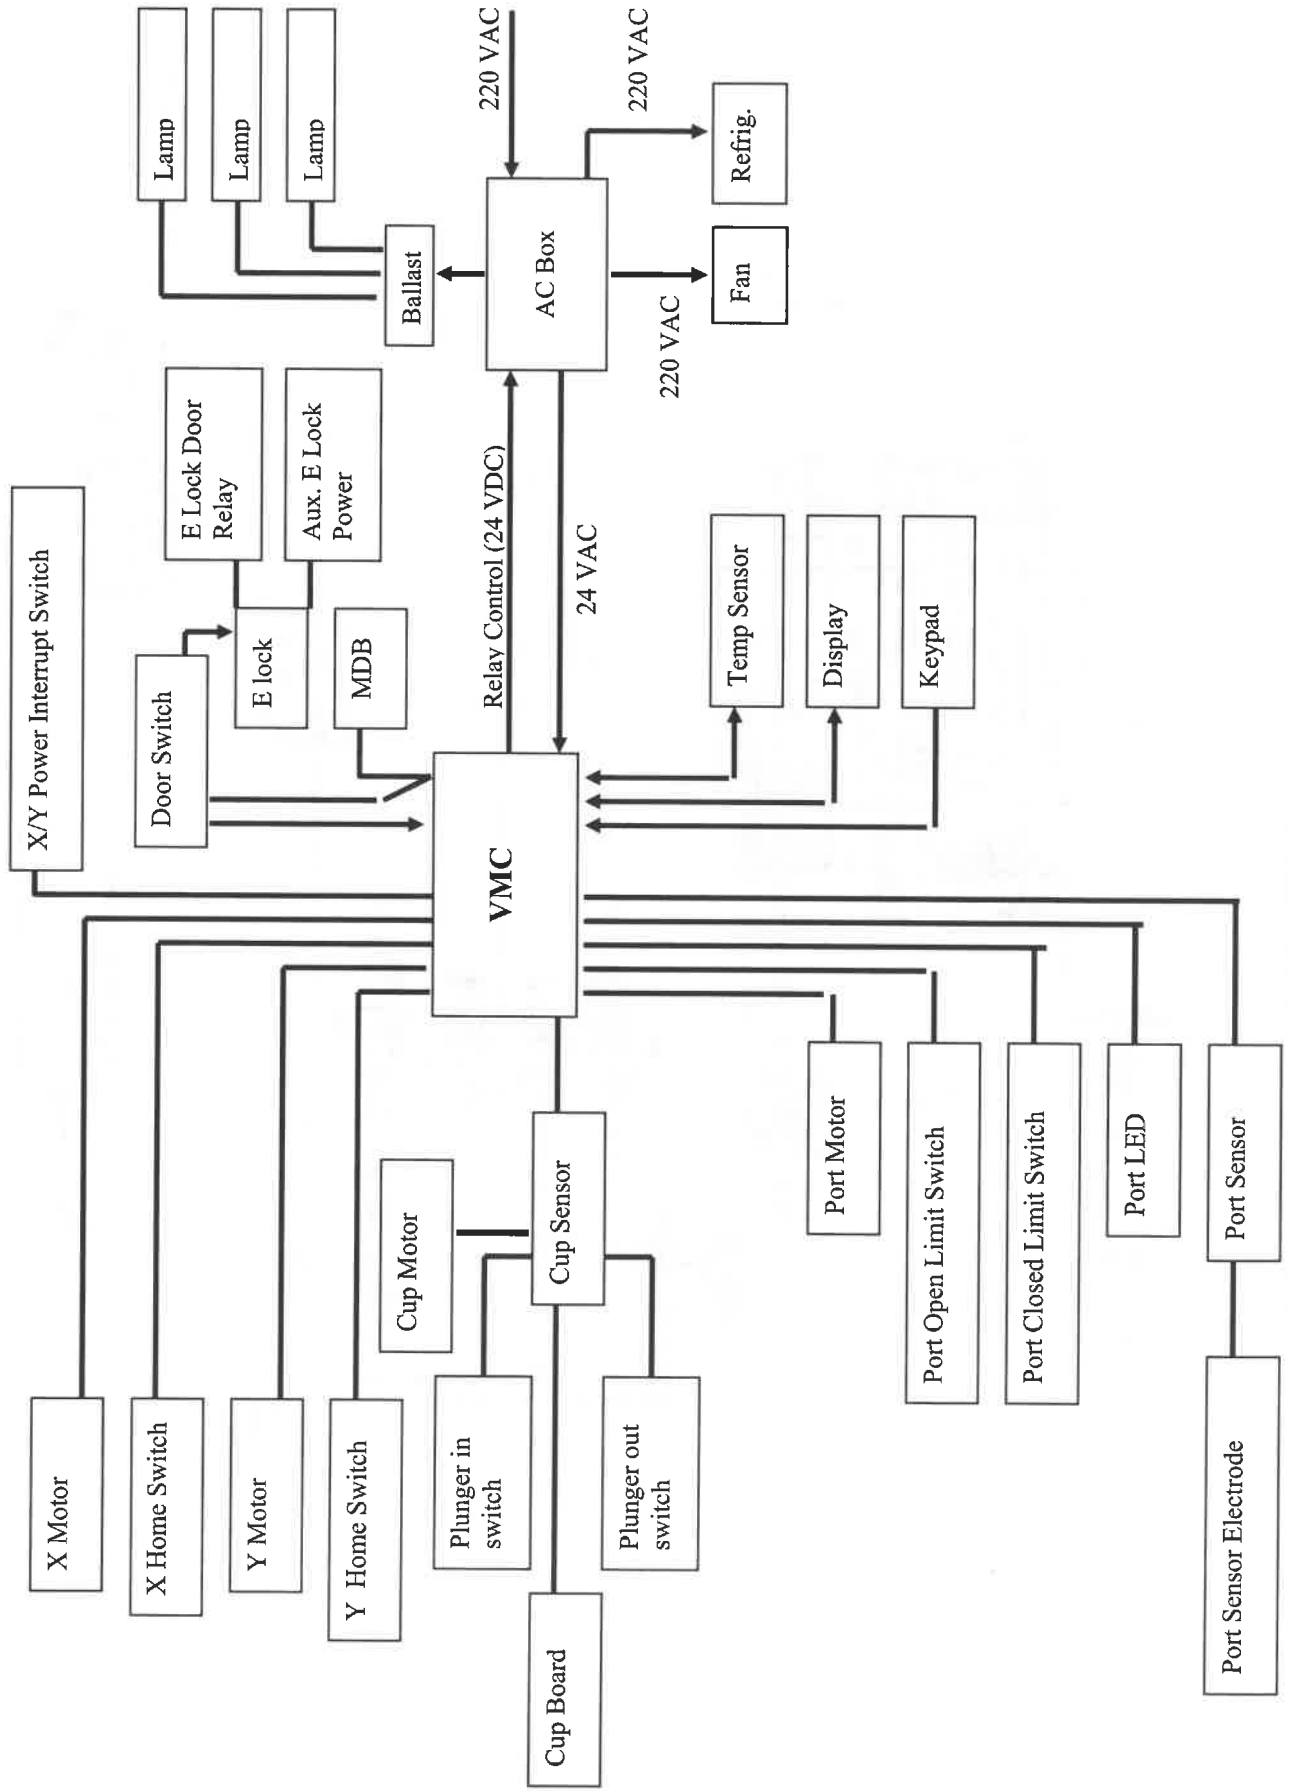 X Motor
X Home Switch
Y Motor
Y Home Switch
Cup Motor
Plunger in
switch
Plunger out
switch
Cup Board
Cup Sensor
Port Motor
Port Open Limit Switch
Port Closed Limit Switch
Port LED
Port Sensor
Port Sensor Electrode
VMC
X/Y Power Interrupt Switch
Door Switch
E lock
E Lock Door
Relay
Aux. E Lock
Power
MDB
Relay Control (24 VDC)
24 VAC
Temp Sensor
Display
Keypad
Lamp
Lamp
Lamp
Ballast
AC Box
220 VAC
220 VAC
220 VAC
Fan
Refrig.